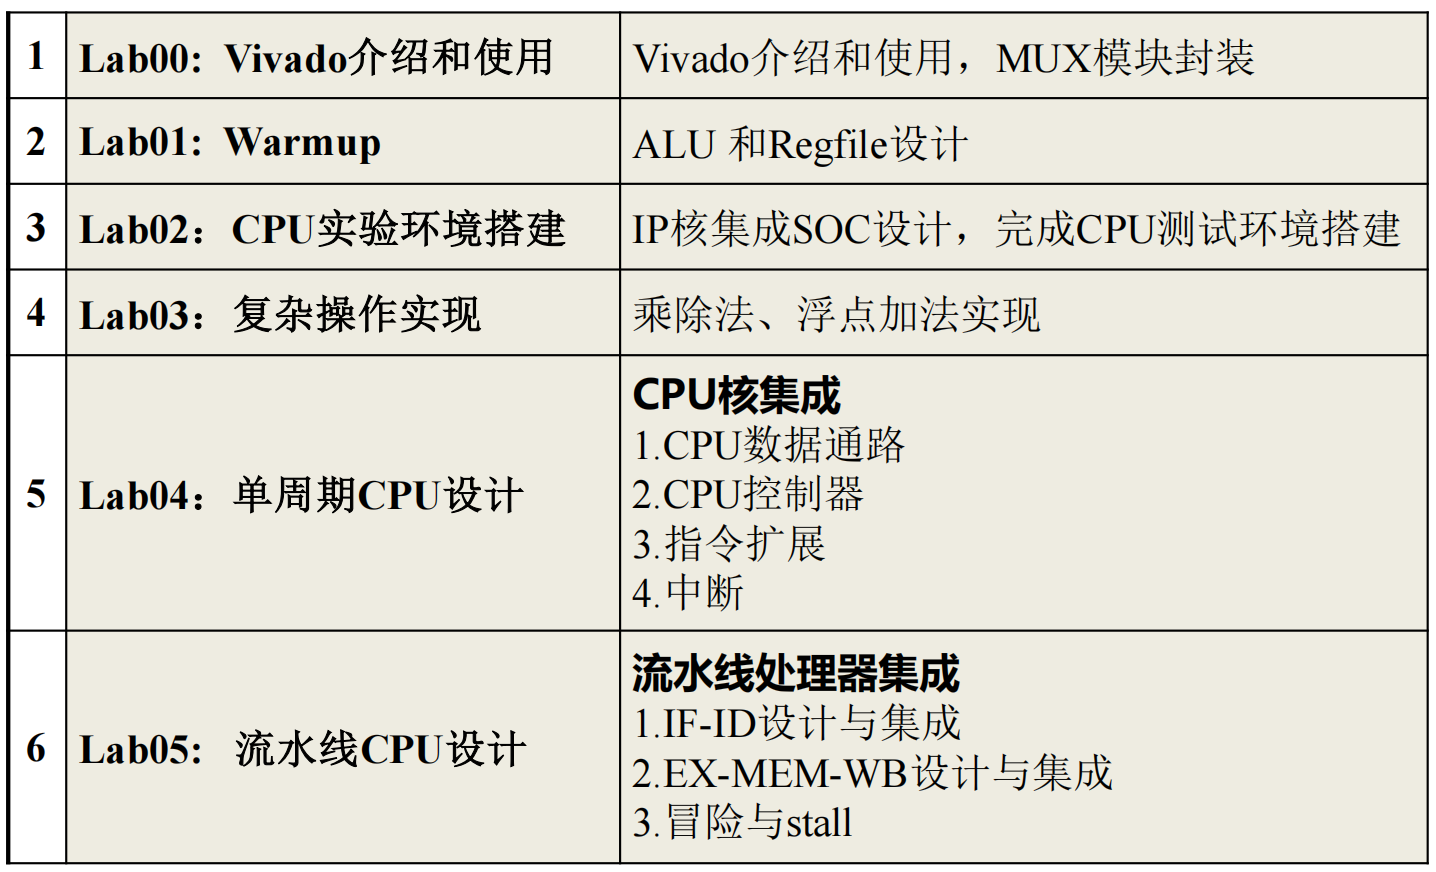 1
Lab00: Vivado介绍和使用
Vivado介绍和使用，MUX模块封装
2
Lab01: Warmup
ALU 和Regfile设计
3
Lab02：CPU实验环境搭建
IP核集成SOC设计，完成CPU测试环境搭建
4
Lab03：复杂操作实现
乘除法、浮点加法实现
5
Lab04：单周期CPU设计
CPU核集成
1.CPU数据通路
2.CPU控制器
3.指令扩展
4.中断
6
Lab05: 流水线CPU设计
流水线处理器集成
1.IF-ID设计与集成
2.EX-MEM-WB设计与集成
3.冒险与stall